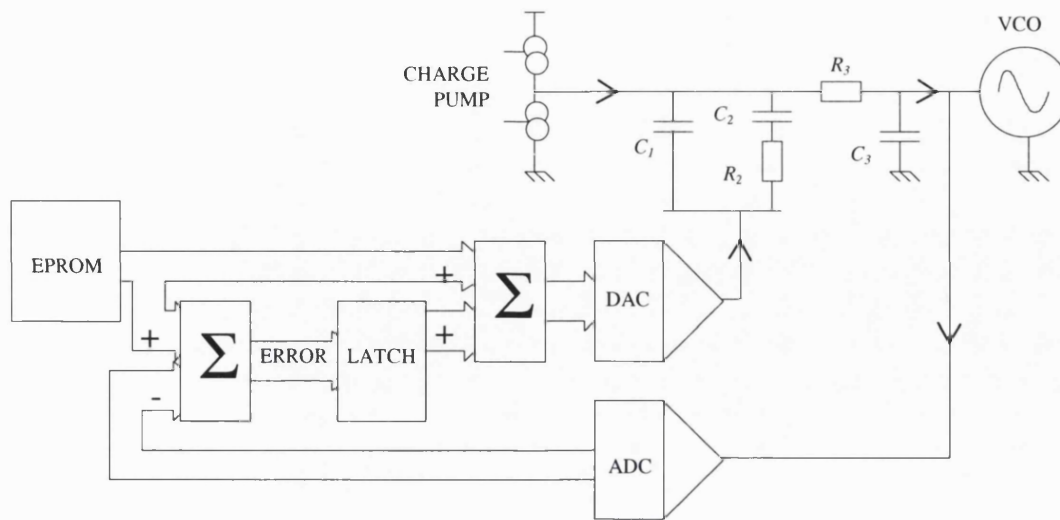 VCO
CHARGE
PUMP
R3
C1
C2
R2
C3
EPROM
+
Σ
DAC
+
-
Σ
ERROR
LATCH
+
ADC